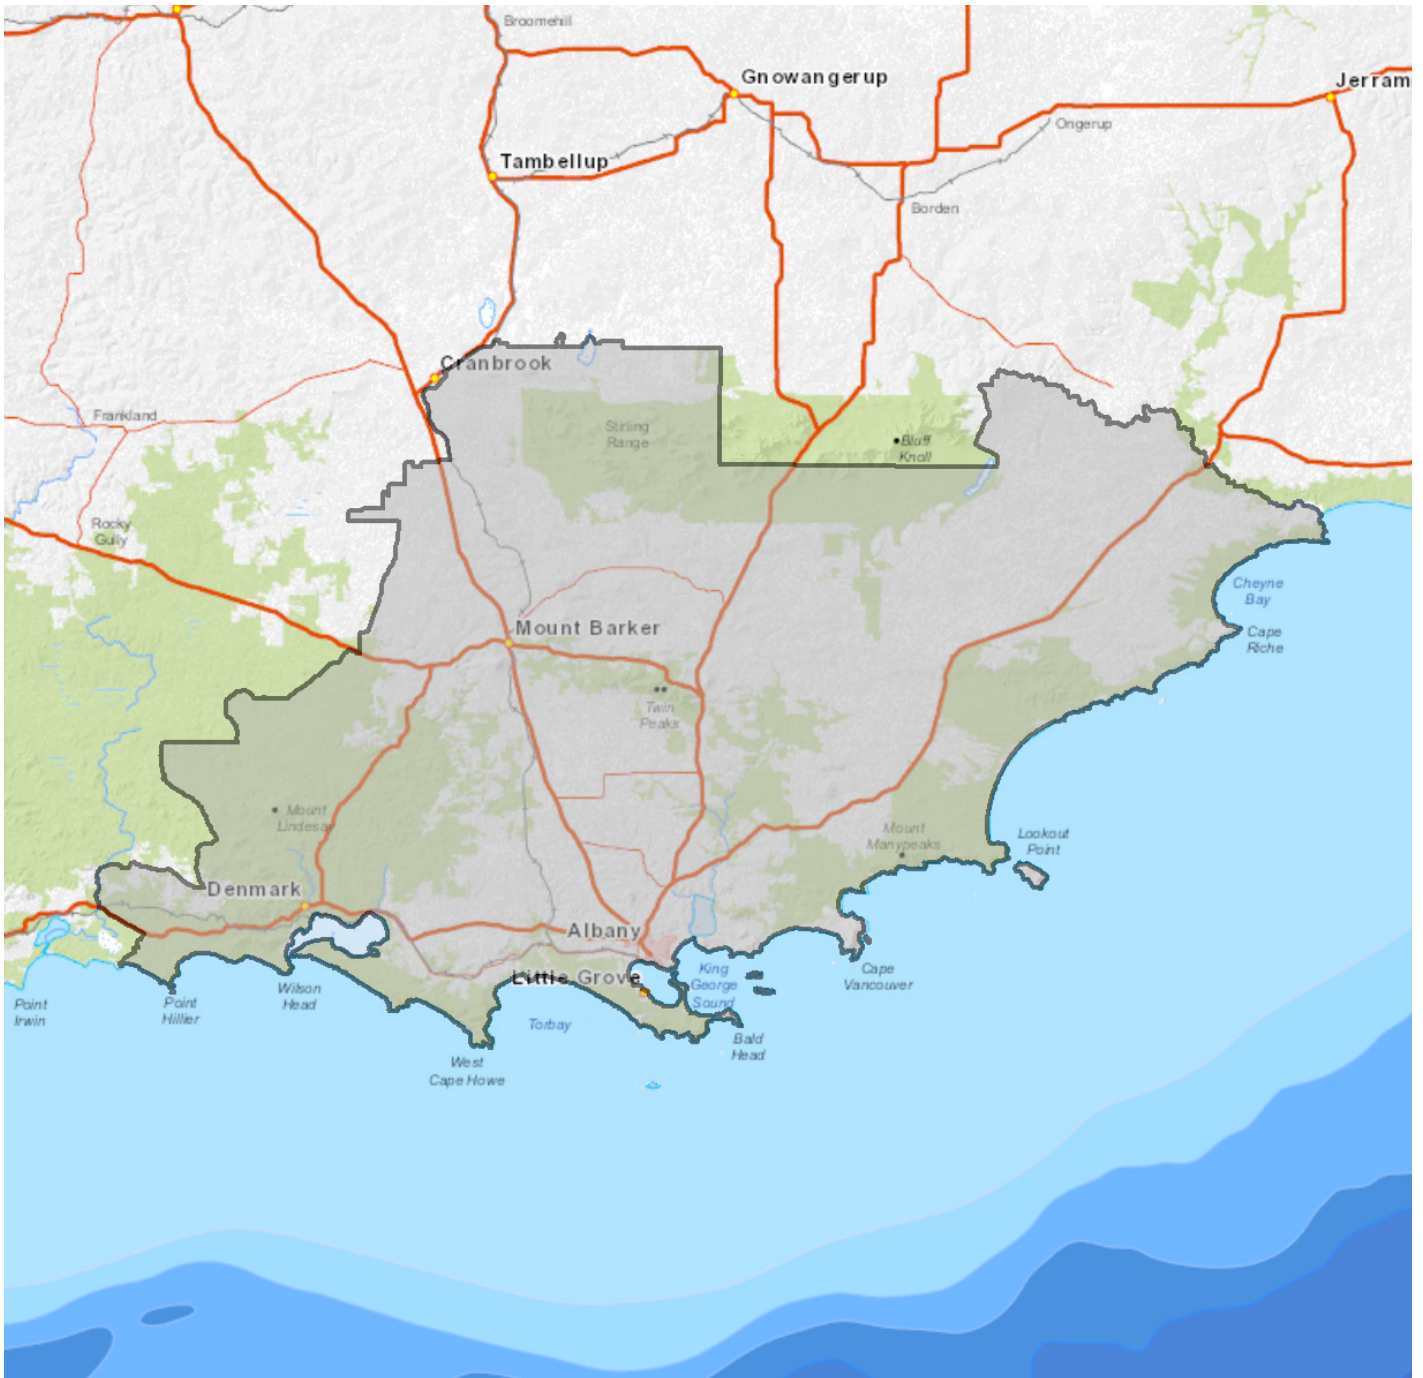 Broomehill
Gnowangerup
Jerram
Ongerup
Tambellup
Borden
Cranbrook
Frankland
Stirling
Range
Bluff
Knoll
Rocky
Gully
Cheyne
Bay
Mount Barker
Cape
Riche
Twin
Peaks
Mount
Lindesay
Mount
Manypeaks
Lookout
Point
Denmark
Albany
Little Grove
King
George
Sound
Cape
Vancouver
Point
Irwin
Point
Hillier
Wilson
Head
Torbay
Bald
Head
West
Cape Howe